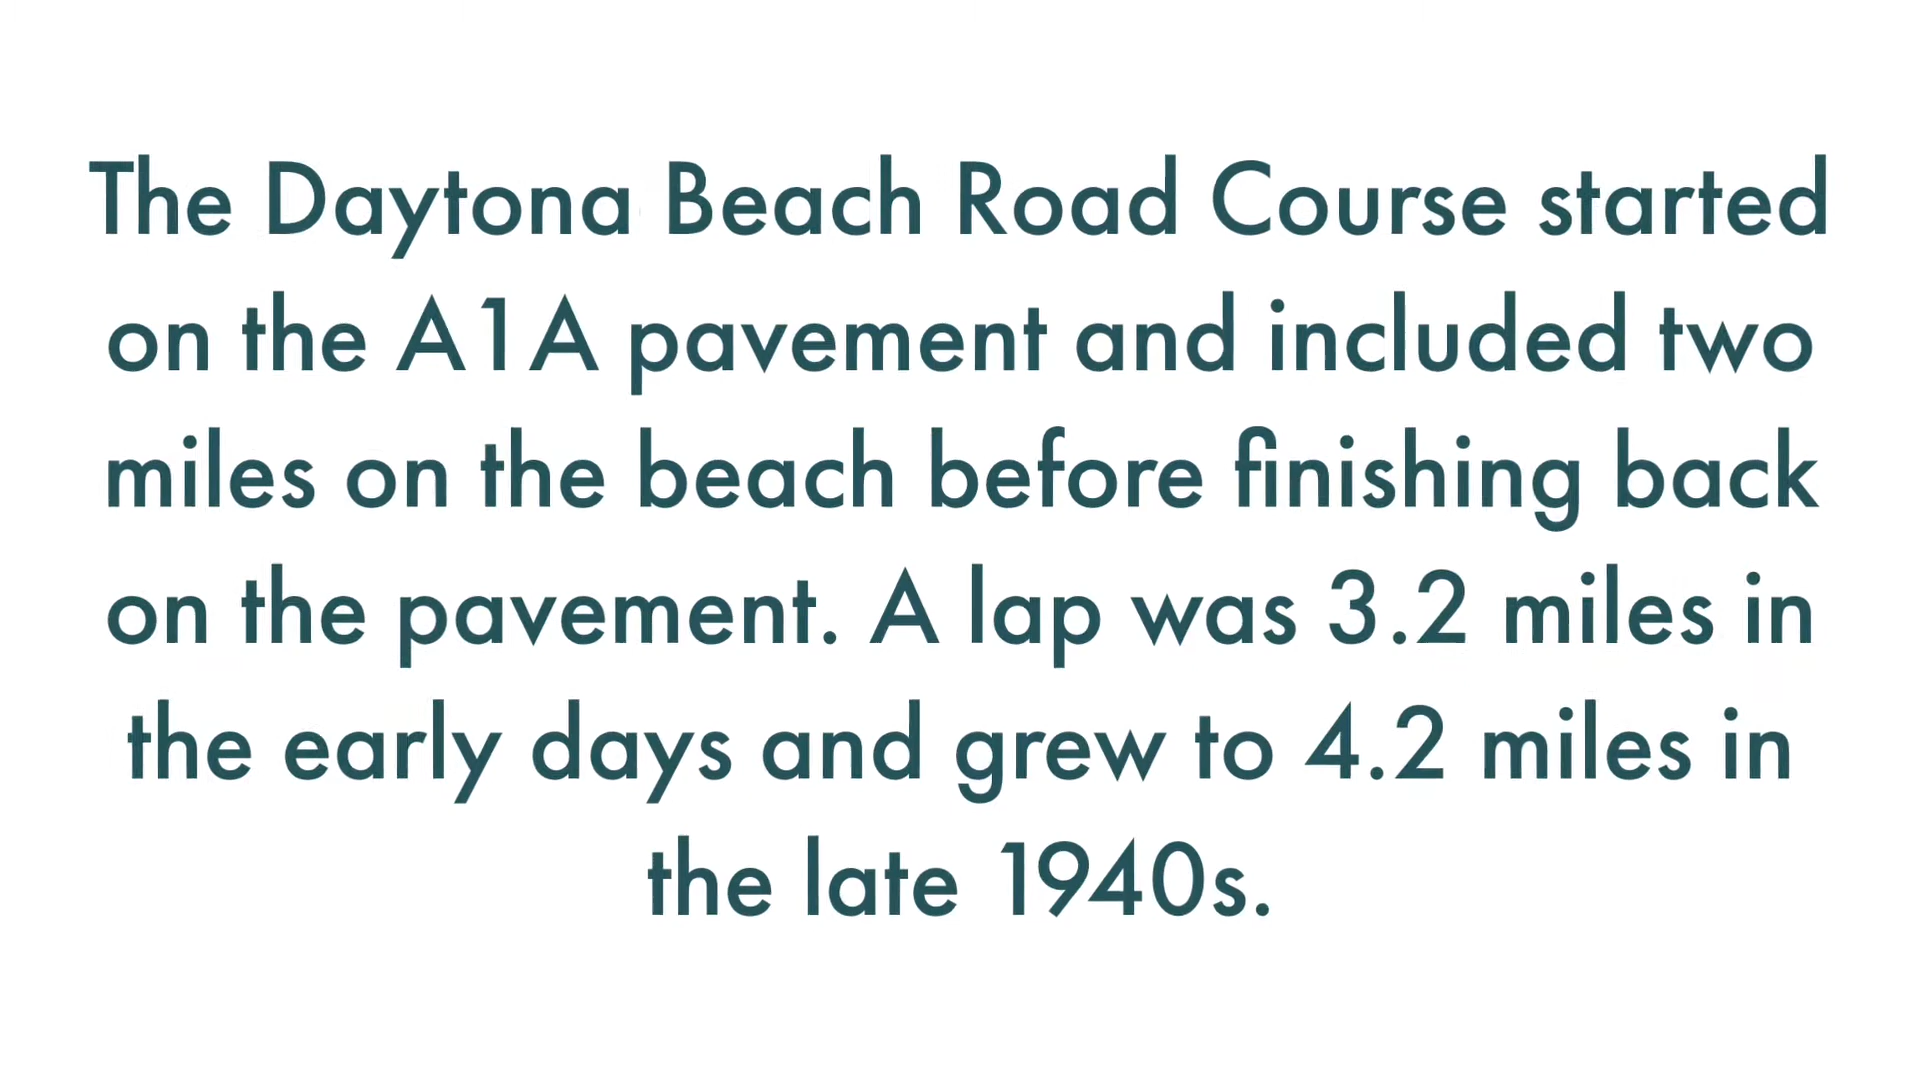 The Daytona Beach Road Course started
on the A1A pavement and included two
miles on the beach before finishing back
on the pavement. A lap was 3.2 miles in
the early days and grew to 4.2 miles in
the late 1940s.